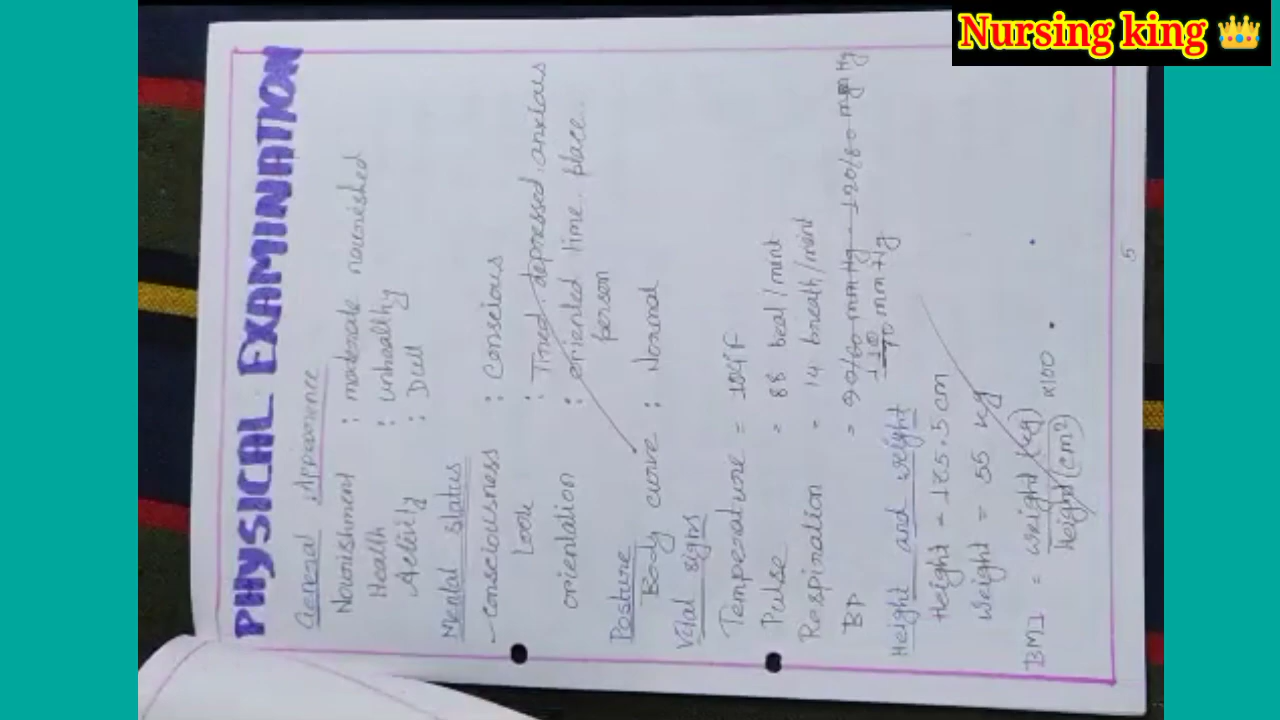 Nursing king 👑
PHYSICAL EXAMINATION
General Appearence
Nourishment : moderate nourished
Health : unhealthy
Activity : Dull
Mental status
- consciousness : Conscious
Look : Tired, depressed, anxious
orientation : oriented time place
person
Posture
Body curve : Normal
Vital signs
Temperature = 104°F
Pulse = 88 beat/mint
Respiration = 14 breath/mint
BP = 90/60 mm Hg - 120/80 mm Hg
110/70 mm Hg
Height and weight
Height - 155.5 cm
Weight = 55 kg
BMI = weight (kg) x100
height (cm²)
5